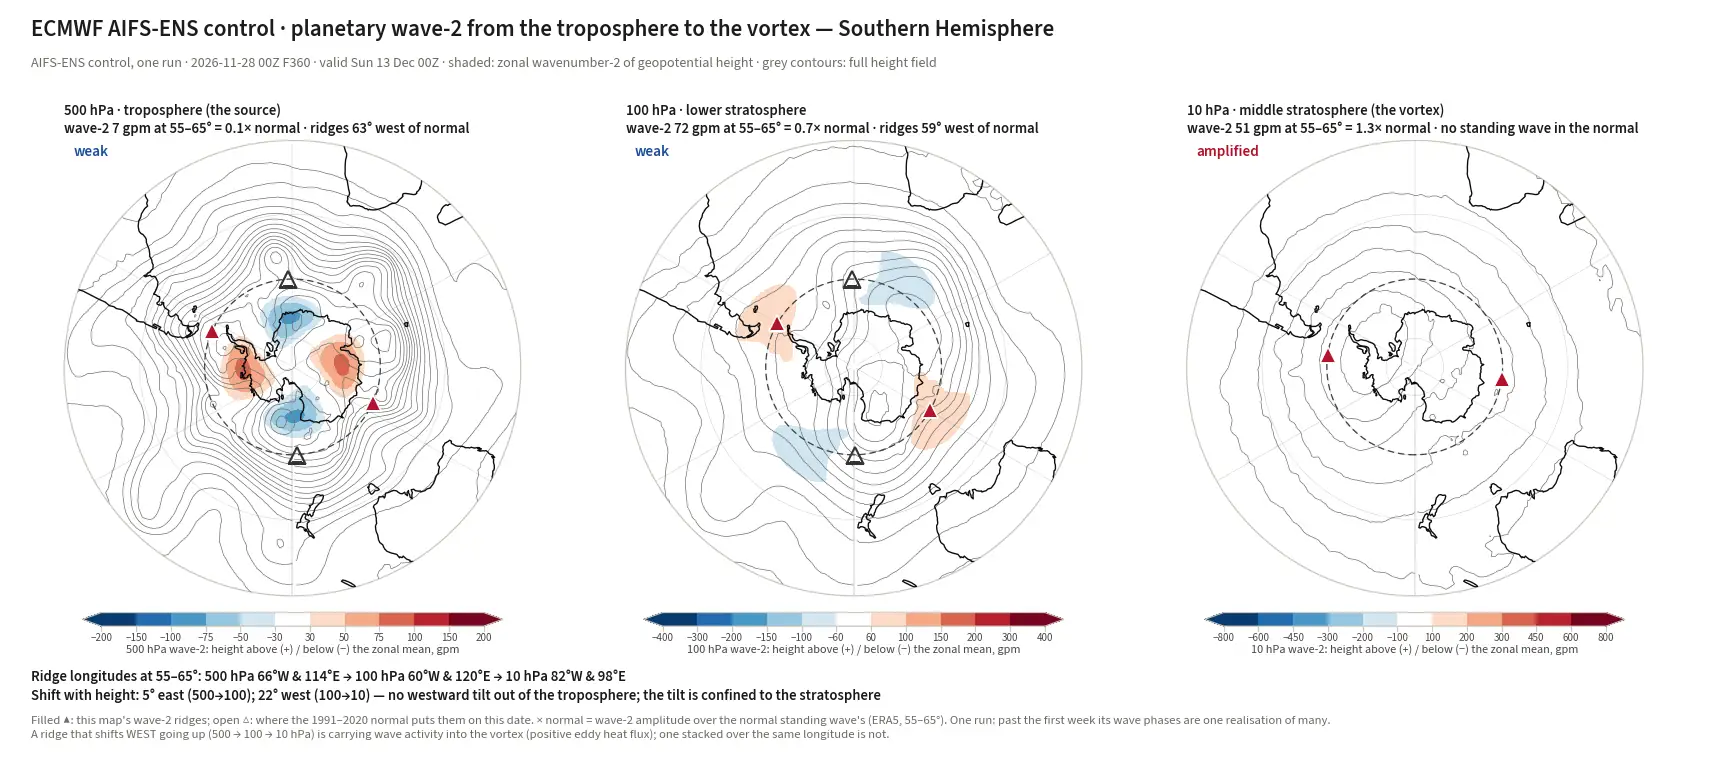 ECMWF AIFS-ENS control · planetary wave-2 from the troposphere to the vortex — Southern Hemisphere
AIFS-ENS control, one run · 2026-11-28 00Z F360 · valid Sun 13 Dec 00Z · shaded: zonal wavenumber-2 of geopotential height · grey contours: full height field
500 hPa · troposphere (the source)
wave-2 7 gpm at 55–65° = 0.1× normal · ridges 63° west of normal
weak
100 hPa · lower stratosphere
wave-2 72 gpm at 55–65° = 0.7× normal · ridges 59° west of normal
weak
10 hPa · middle stratosphere (the vortex)
wave-2 51 gpm at 55–65° = 1.3× normal · no standing wave in the normal
amplified
−200 −150 −100 −75 −50 −30 30 50 75 100 150 200
500 hPa wave-2: height above (+) / below (−) the zonal mean, gpm
−400 −300 −200 −150 −100 −60 60 100 150 200 300 400
100 hPa wave-2: height above (+) / below (−) the zonal mean, gpm
−800 −600 −450 −300 −200 −100 100 200 300 450 600 800
10 hPa wave-2: height above (+) / below (−) the zonal mean, gpm
Ridge longitudes at 55–65°: 500 hPa 66°W & 114°E → 100 hPa 60°W & 120°E → 10 hPa 82°W & 98°E
Shift with height: 5° east (500→100); 22° west (100→10) — no westward tilt out of the troposphere; the tilt is confined to the stratosphere
Filled ▲: this map's wave-2 ridges; open △: where the 1991–2020 normal puts them on this date. × normal = wave-2 amplitude over the normal standing wave's (ERA5, 55–65°). One run: past the first week its wave phases are one realisation of many.
A ridge that shifts WEST going up (500 → 100 → 10 hPa) is carrying wave activity into the vortex (positive eddy heat flux); one stacked over the same longitude is not.